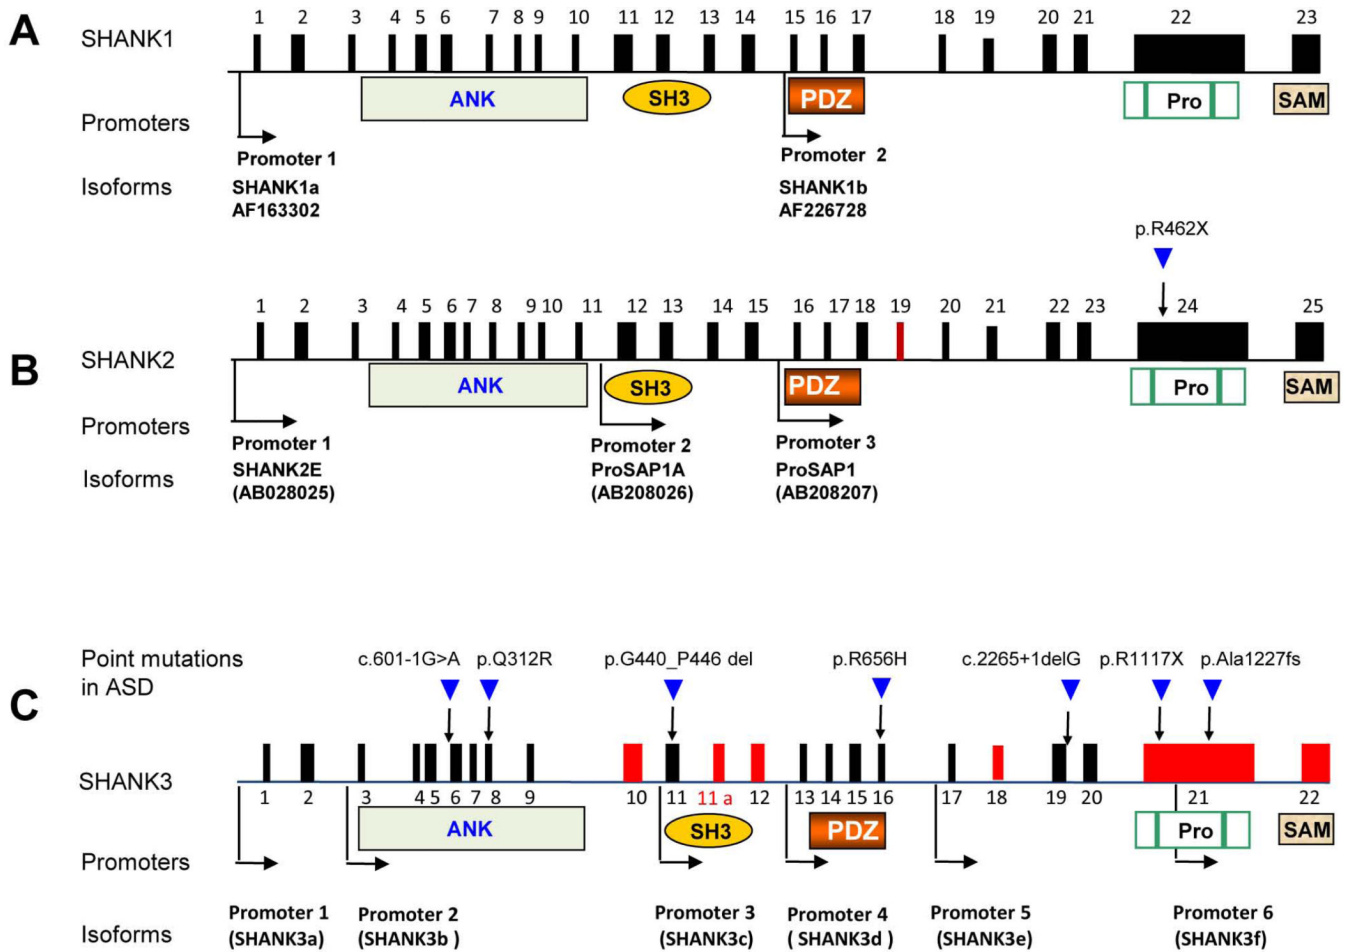 A
SHANK1
1 2 3 4 5 6 7 8 9 10 11 12 13 14 15 16 17 18 19 20 21 22 23
ANK SH3 PDZ Pro SAM
Promoters
Promoter 1 Promoter 2
Isoforms
SHANK1a SHANK1b
AF163302 AF226728
p.R462X
1 2 3 4 5 6 7 8 9 10 11 12 13 14 15 16 17 18 19 20 21 22 23 24 25
B
SHANK2
ANK SH3 PDZ Pro SAM
Promoters
Promoter 1 Promoter 2 Promoter 3
Isoforms
SHANK2E ProSAP1A ProSAP1
(AB028025) (AB208026) (AB208207)
Point mutations
in ASD
c.601-1G>A p.Q312R p.G440_P446 del p.R656H c.2265+1delG p.R1117X p.Ala1227fs
C
SHANK3
1 2 3 4 5 6 7 8 9 10 11 11 a 12 13 14 15 16 17 18 19 20 21 22
ANK SH3 PDZ Pro SAM
Promoters
Promoter 1 Promoter 2 Promoter 3 Promoter 4 Promoter 5 Promoter 6
Isoforms
(SHANK3a) (SHANK3b ) (SHANK3c) ( SHANK3d ) (SHANK3e) (SHANK3f)